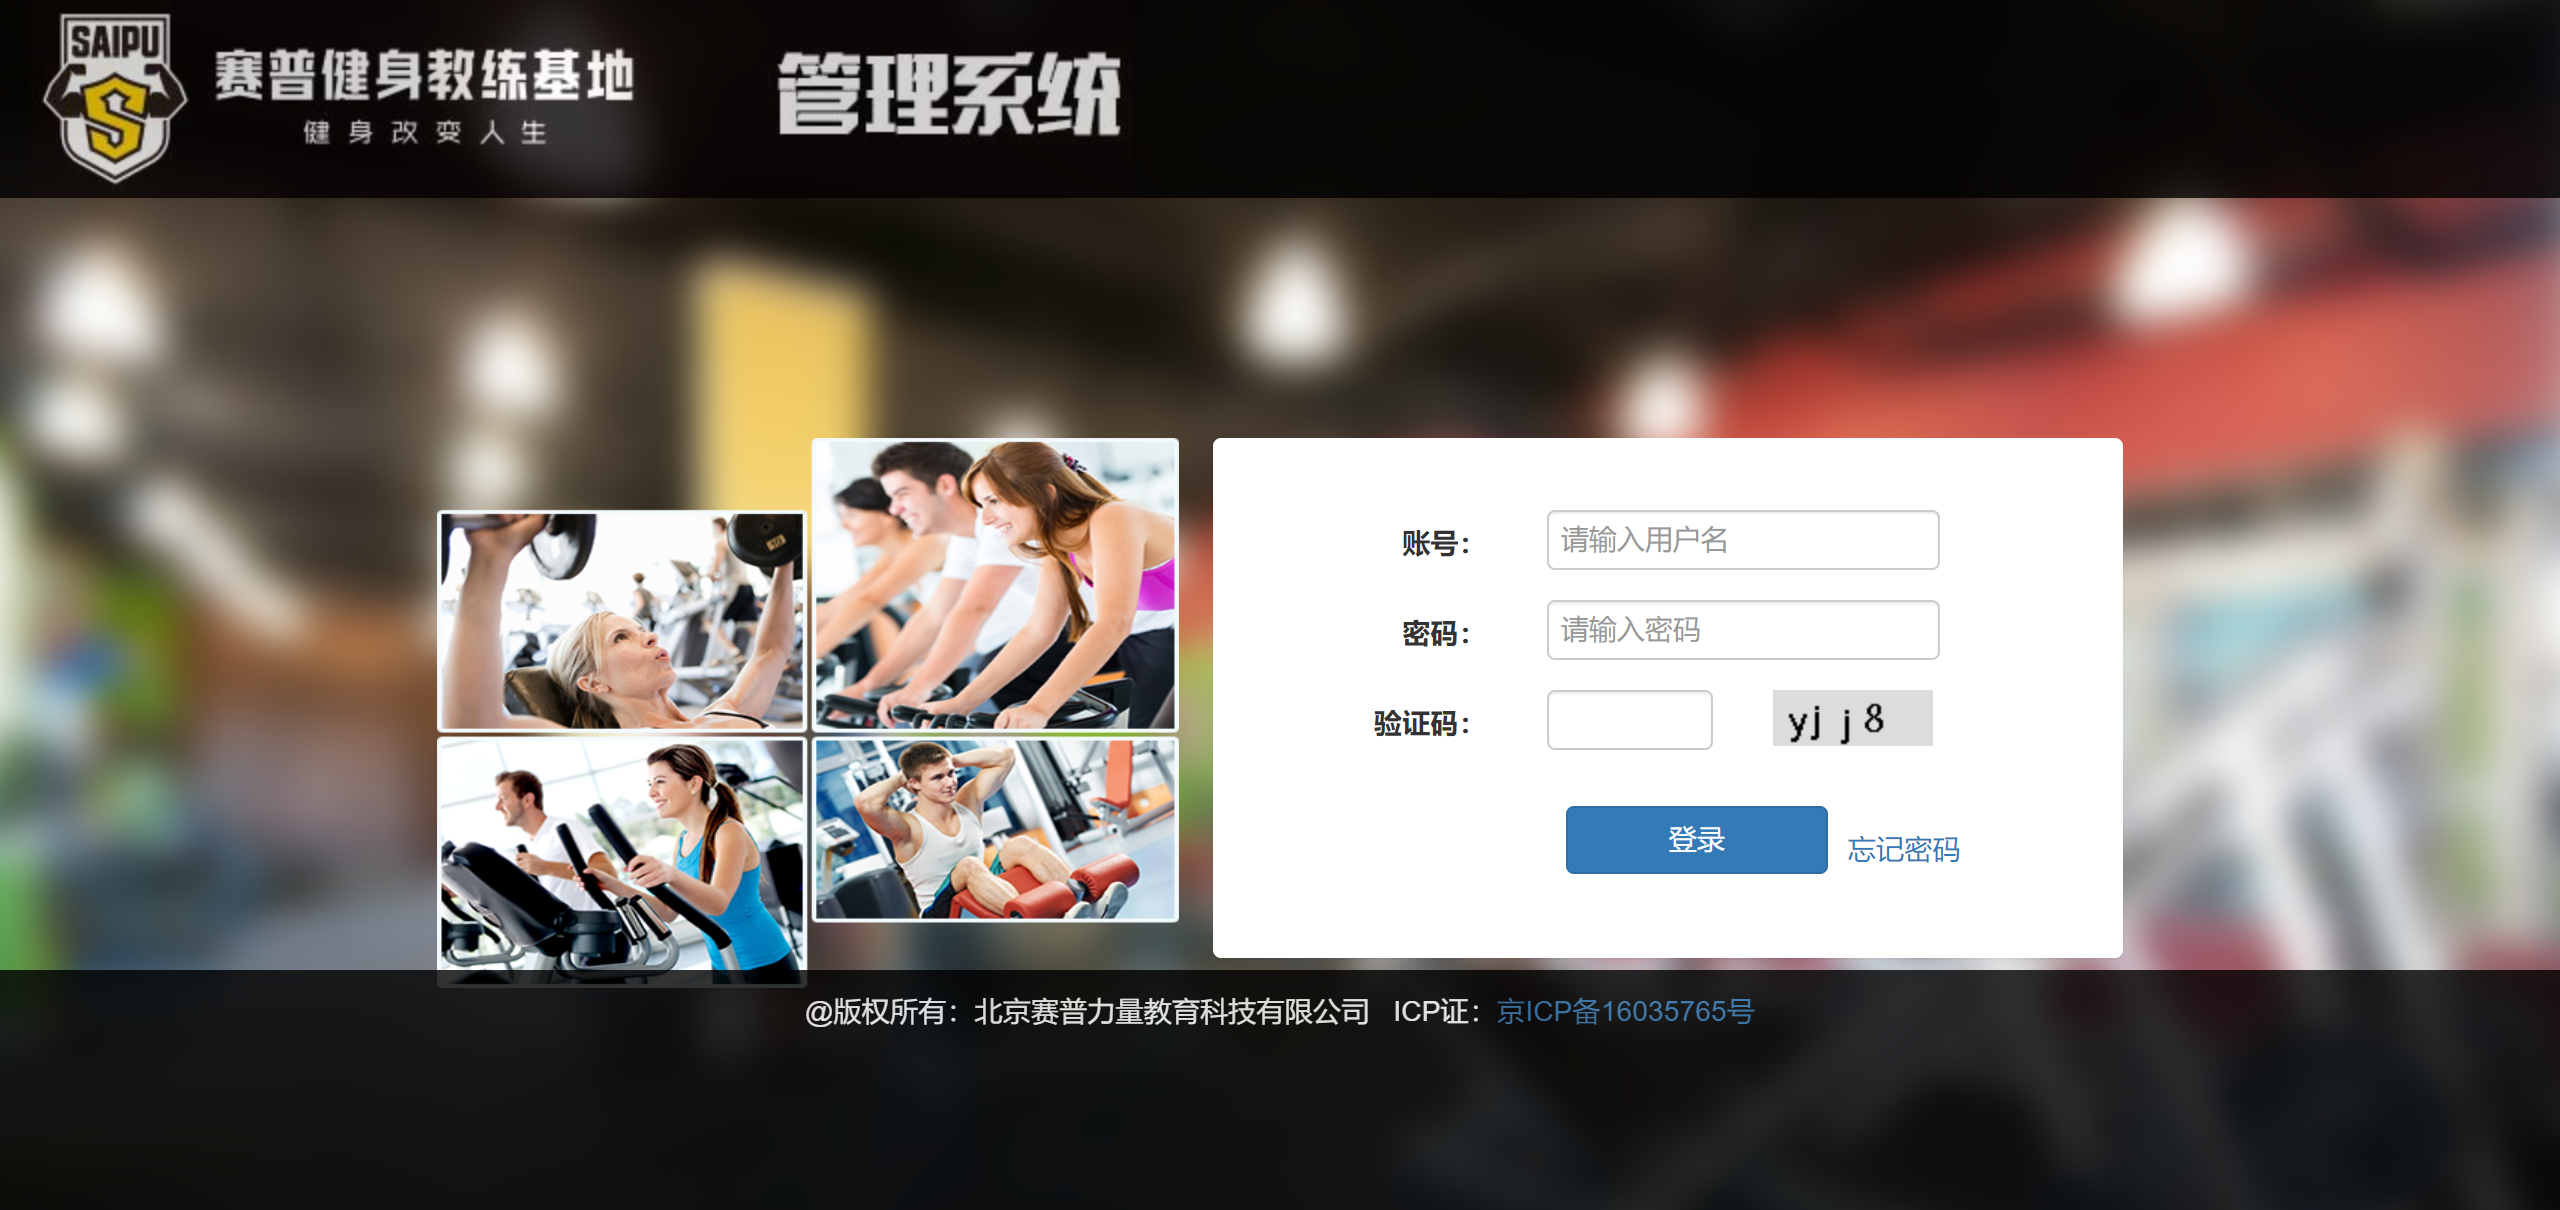 SAIPU
赛普健身教练基地
健身改变人生
管理系统
账号：
请输入用户名
密码：
请输入密码
验证码：
yjj8
登录
忘记密码
@版权所有：北京赛普力量教育科技有限公司 ICP证：京ICP备16035765号